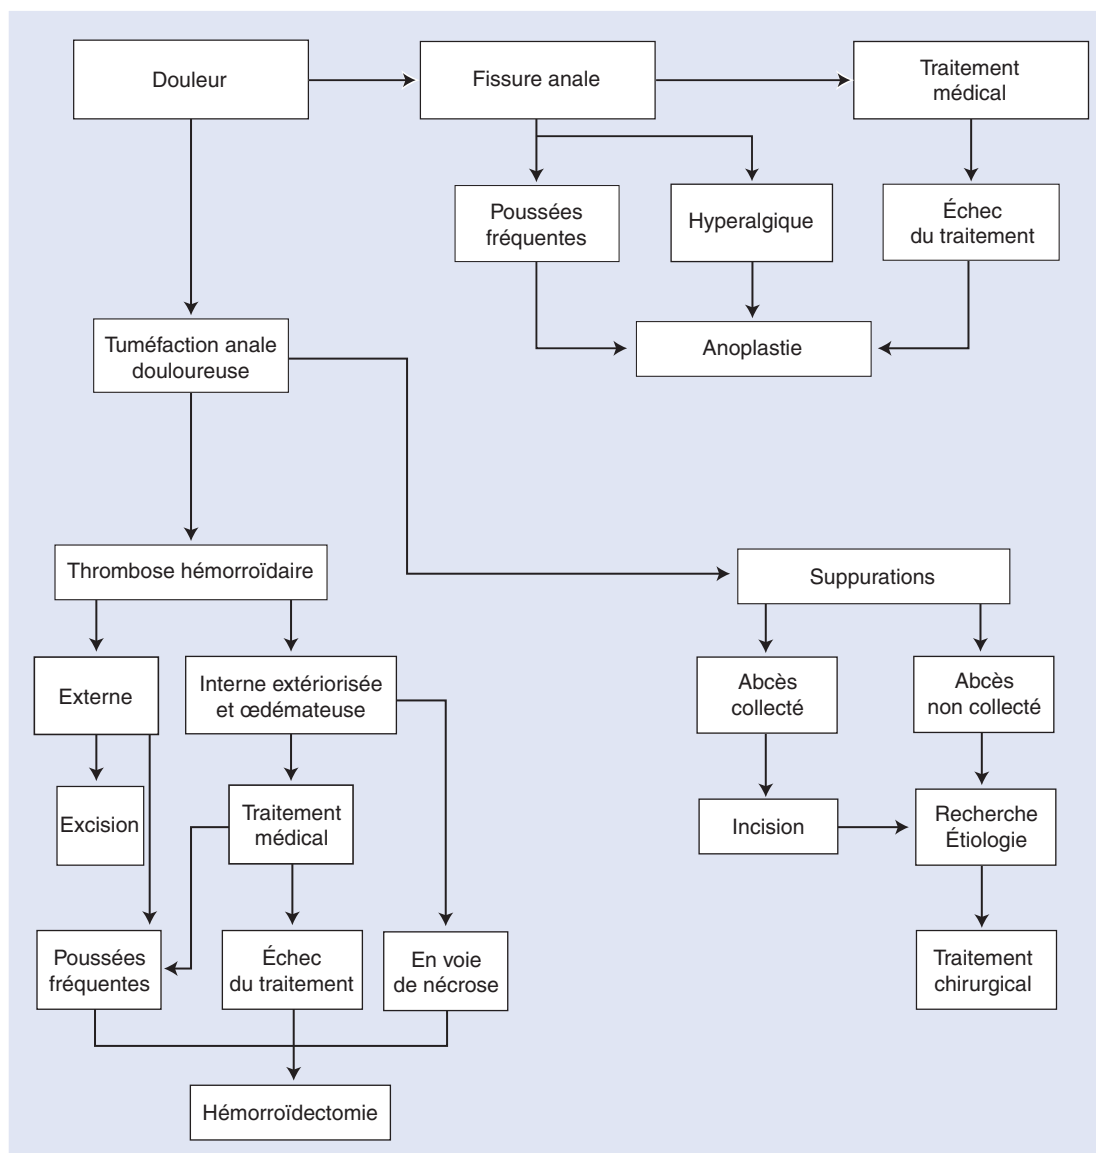 Douleur
Fissure anale
Traitement
médical
Poussées
fréquentes
Hyperalgique
Échec
du traitement
Anoplastie
Tuméfaction anale
douloureuse
Thrombose hémorroïdaire
Suppurations
Externe
Interne extériorisée
et œdémateuse
Abcès
collecté
Abcès
non collecté
Excision
Traitement
médical
Incision
Recherche
Étiologie
Poussées
fréquentes
Échec
du traitement
En voie
de nécrose
Traitement
chirurgical
Hémorroïdectomie